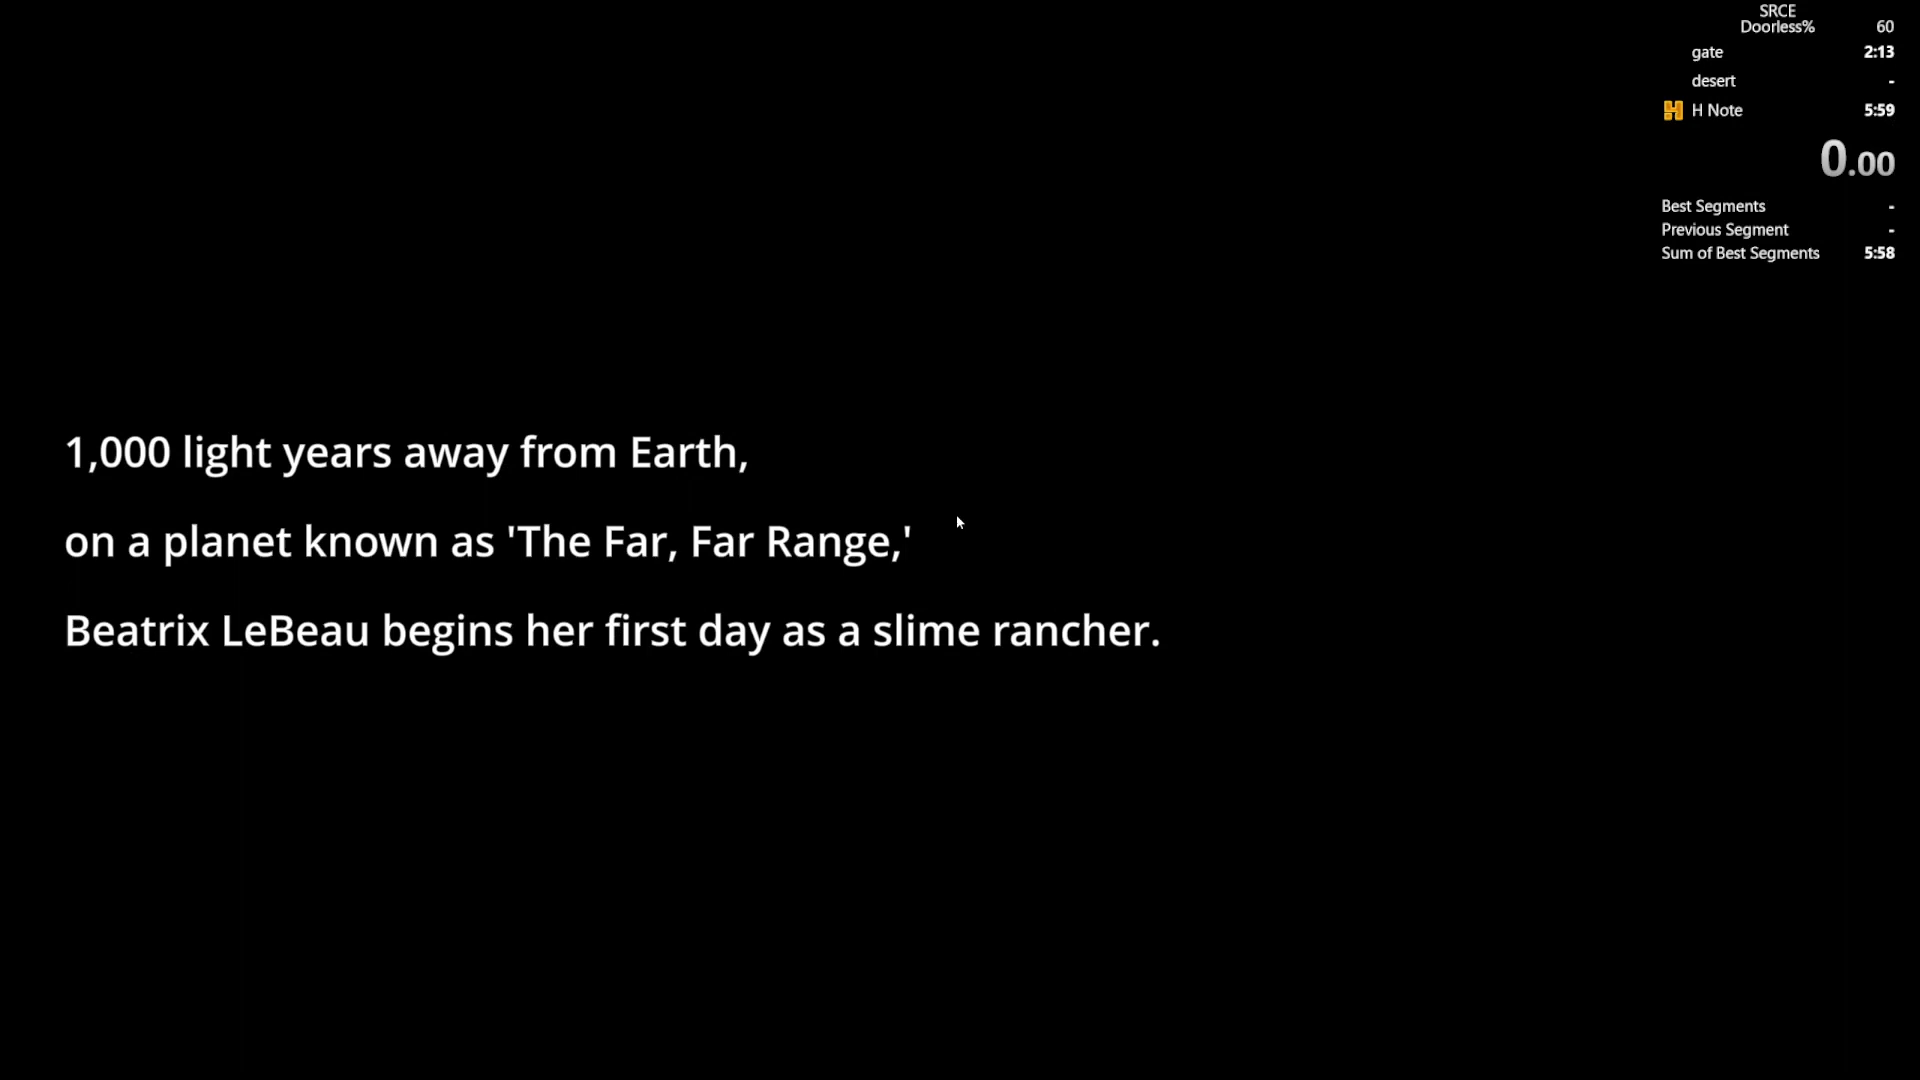 SRCE
Doorless% 60
gate 2:13
desert -
H Note 5:59
0.00
Best Segments -
Previous Segment -
Sum of Best Segments 5:58
1,000 light years away from Earth,
on a planet known as 'The Far, Far Range,'
Beatrix LeBeau begins her first day as a slime rancher.